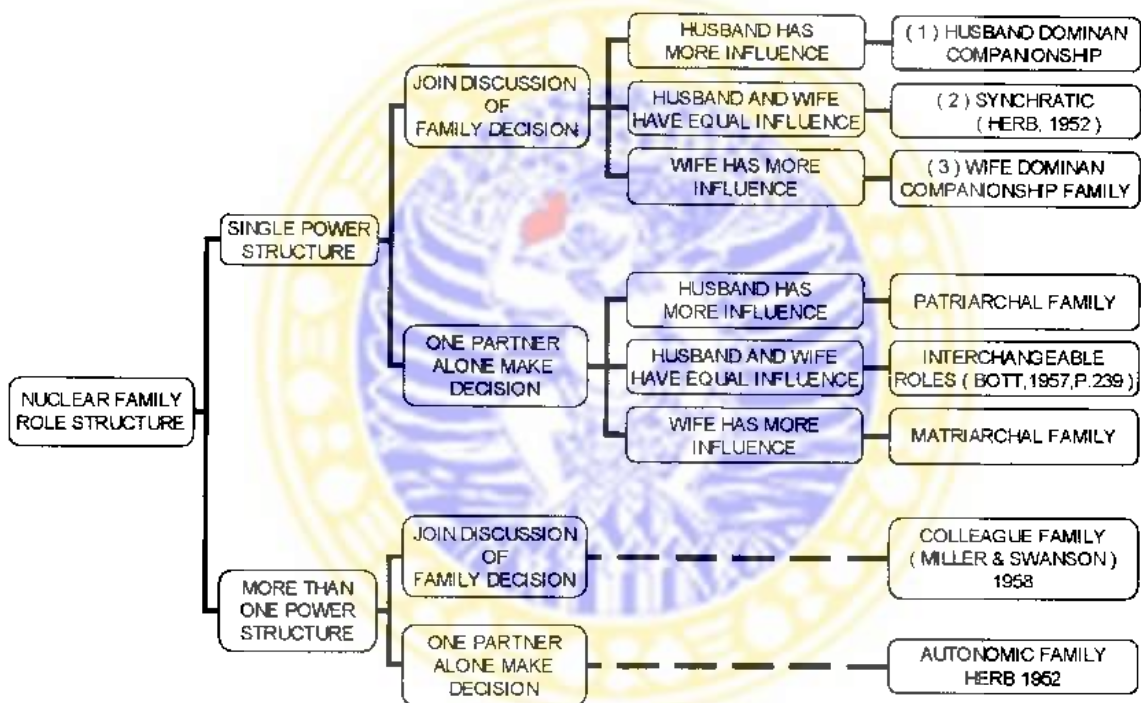 HUSBAND HAS
MORE INFLUENCE
( 1 ) HUSBAND DOMINAN
COMPANIONSHIP
JOIN DISCUSSION
OF
FAMILY DECISION
HUSBAND AND WIFE
HAVE EQUAL INFLUENCE
( 2 ) SYNCHRATIC
( HERB, 1952 )
WIFE HAS MORE
INFLUENCE
( 3 ) WIFE DOMINAN
COMPANIONSHIP FAMILY
SINGLE POWER
STRUCTURE
HUSBAND HAS
MORE INFLUENCE
PATRIARCHAL FAMILY
ONE PARTNER
ALONE MAKE
DECISION
HUSBAND AND WIFE
HAVE EQUAL INFLUENCE
INTERCHANGEABLE
ROLES ( BOTT,1957,P.239 )
WIFE HAS MORE
INFLUENCE
MATRIARCHAL FAMILY
NUCLEAR FAMILY
ROLE STRUCTURE
JOIN DISCUSSION
OF
FAMILY DECISION
COLLEAGUE FAMILY
( MILLER & SWANSON )
1958
MORE THAN
ONE POWER
STRUCTURE
ONE PARTNER
ALONE MAKE
DECISION
AUTONOMIC FAMILY
HERB 1952